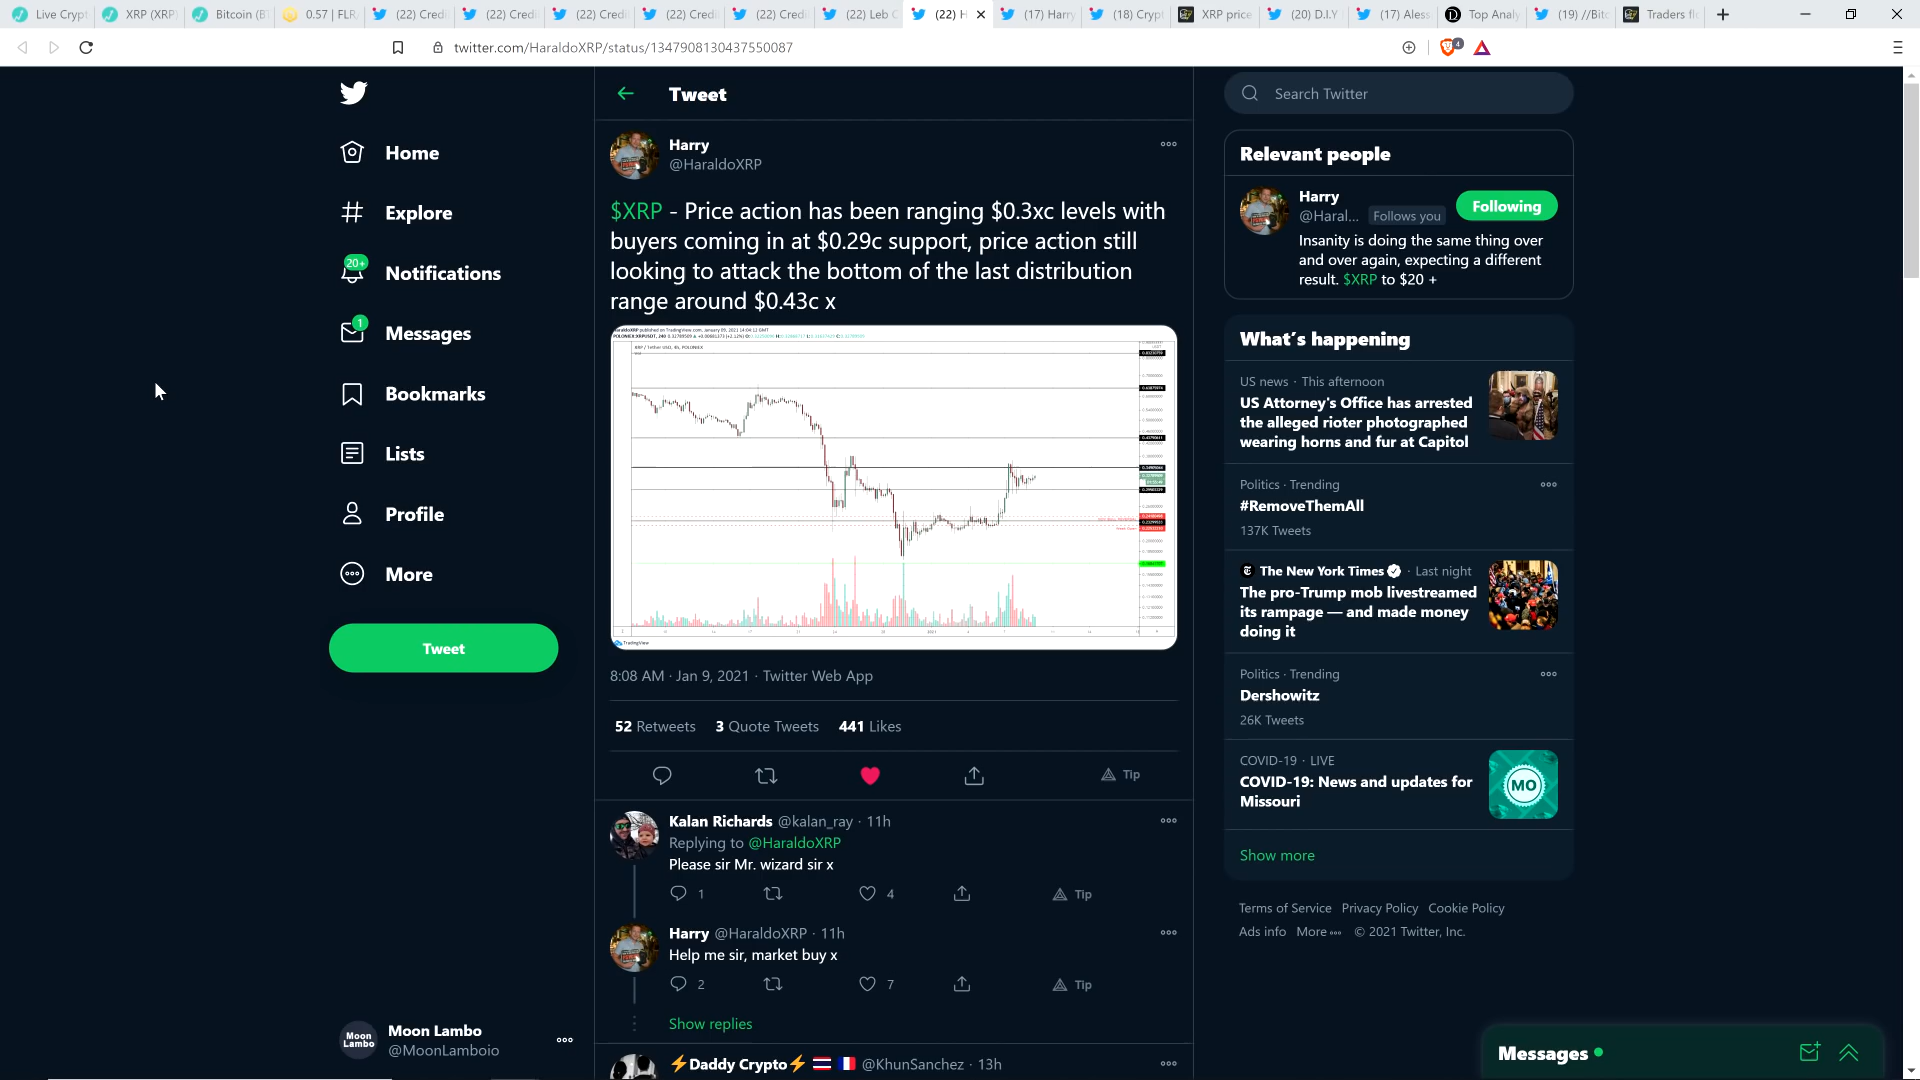 Live Crypt
XRP (XRP)
Bitcoin (B
0.57 | FLR
(22) Credi
(22) Credi
(22) Credi
(22) Credi
(22) Credi
(22) Leb C
(22) H
(17) Harry
(18) Crypt
XRP price
(20) D.I.Y
(17) Aless
Top Analy
(19) //Bitc
Traders fl
twitter.com/HaraldoXRP/status/1347908130437550087
4
Home
Explore
20+
Notifications
1
Messages
Bookmarks
Lists
Profile
More
Tweet
Moon Lambo
Moon Lambo
@MoonLamboio
Tweet
Harry
@HaraldoXRP
$XRP - Price action has been ranging $0.3xc levels with
buyers coming in at $0.29c support, price action still
looking to attack the bottom of the last distribution
range around $0.43c x
TradingView
8:08 AM · Jan 9, 2021 · Twitter Web App
52 Retweets 3 Quote Tweets 441 Likes
Tip
Kalan Richards @kalan_ray · 11h
Replying to @HaraldoXRP
Please sir Mr. wizard sir x
1 4 Tip
Harry @HaraldoXRP · 11h
Help me sir, market buy x
2 7 Tip
Show replies
⚡Daddy Crypto⚡ 🇹🇭 🇫🇷 @KhunSanchez · 13h
Search Twitter
Relevant people
Harry
@Haral... Follows you
Following
Insanity is doing the same thing over
and over again, expecting a different
result. $XRP to $20 +
What's happening
US news · This afternoon
US Attorney's Office has arrested
the alleged rioter photographed
wearing horns and fur at Capitol
Politics · Trending
#RemoveThemAll
137K Tweets
The New York Times · Last night
The pro-Trump mob livestreamed
its rampage — and made money
doing it
Politics · Trending
Dershowitz
26K Tweets
COVID-19 · LIVE
COVID-19: News and updates for
Missouri
MO
Show more
Terms of Service Privacy Policy Cookie Policy
Ads info More © 2021 Twitter, Inc.
Messages